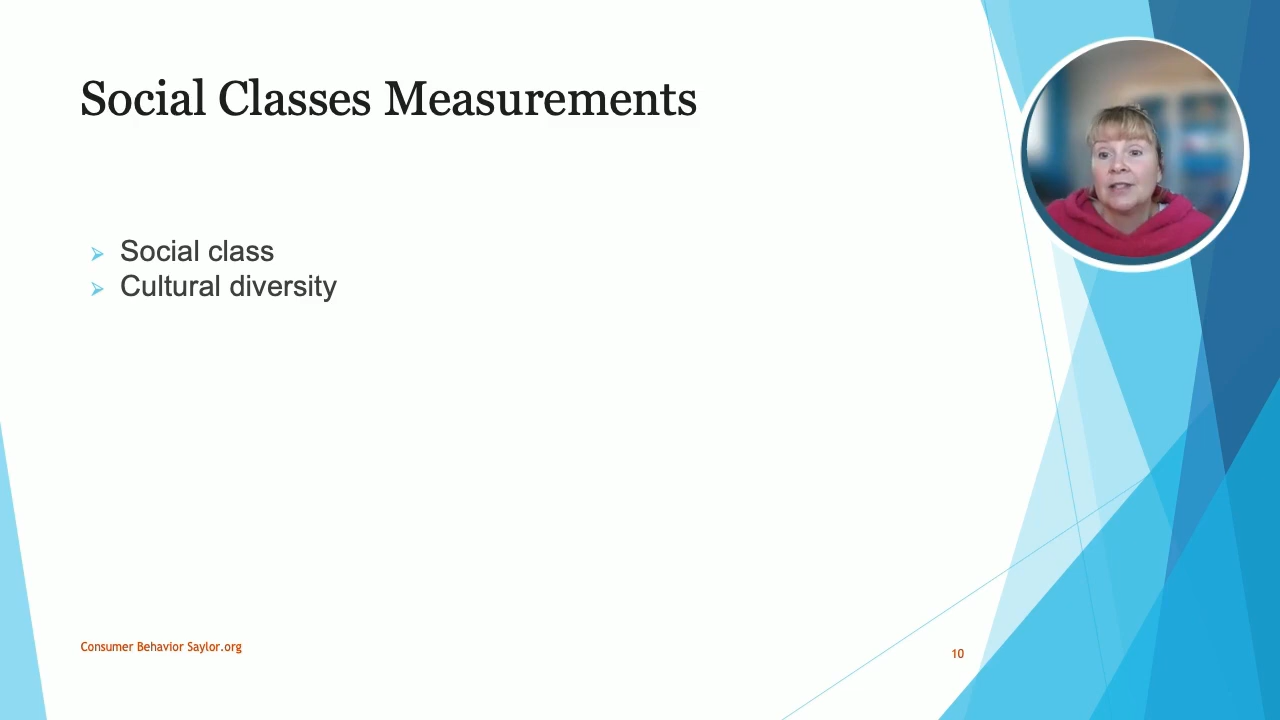 Social Classes Measurements
Social class
Cultural diversity
Consumer Behavior Saylor.org
10